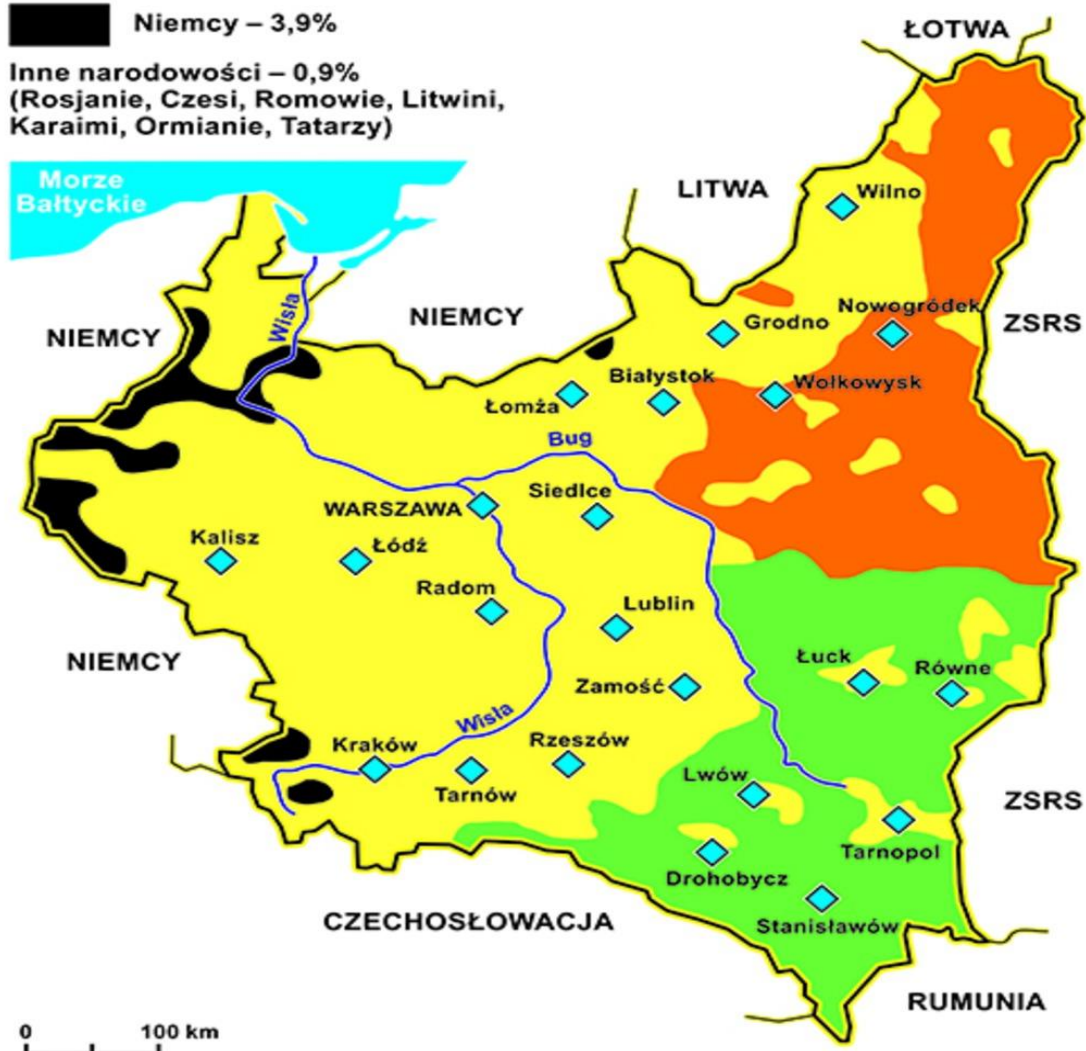 Niemcy – 3,9%
Inne narodowości – 0,9%
(Rosjanie, Czesi, Romowie, Litwini,
Karaimi, Ormianie, Tatarzy)
ŁOTWA
Morze
Bałtyckie
LITWA
Wilno
Wisła
NIEMCY
NIEMCY
Grodno
Nowogródek
ZSRS
Białystok
Wołkowysk
Łomża
Bug
Siedlce
WARSZAWA
Kalisz
Łódź
Radom
Lublin
NIEMCY
Łuck
Równe
Zamość
Wisła
Kraków
Rzeszów
Tarnów
Lwów
ZSRS
Tarnopol
Drohobycz
Stanisławów
CZECHOSŁOWACJA
RUMUNIA
0 100 km